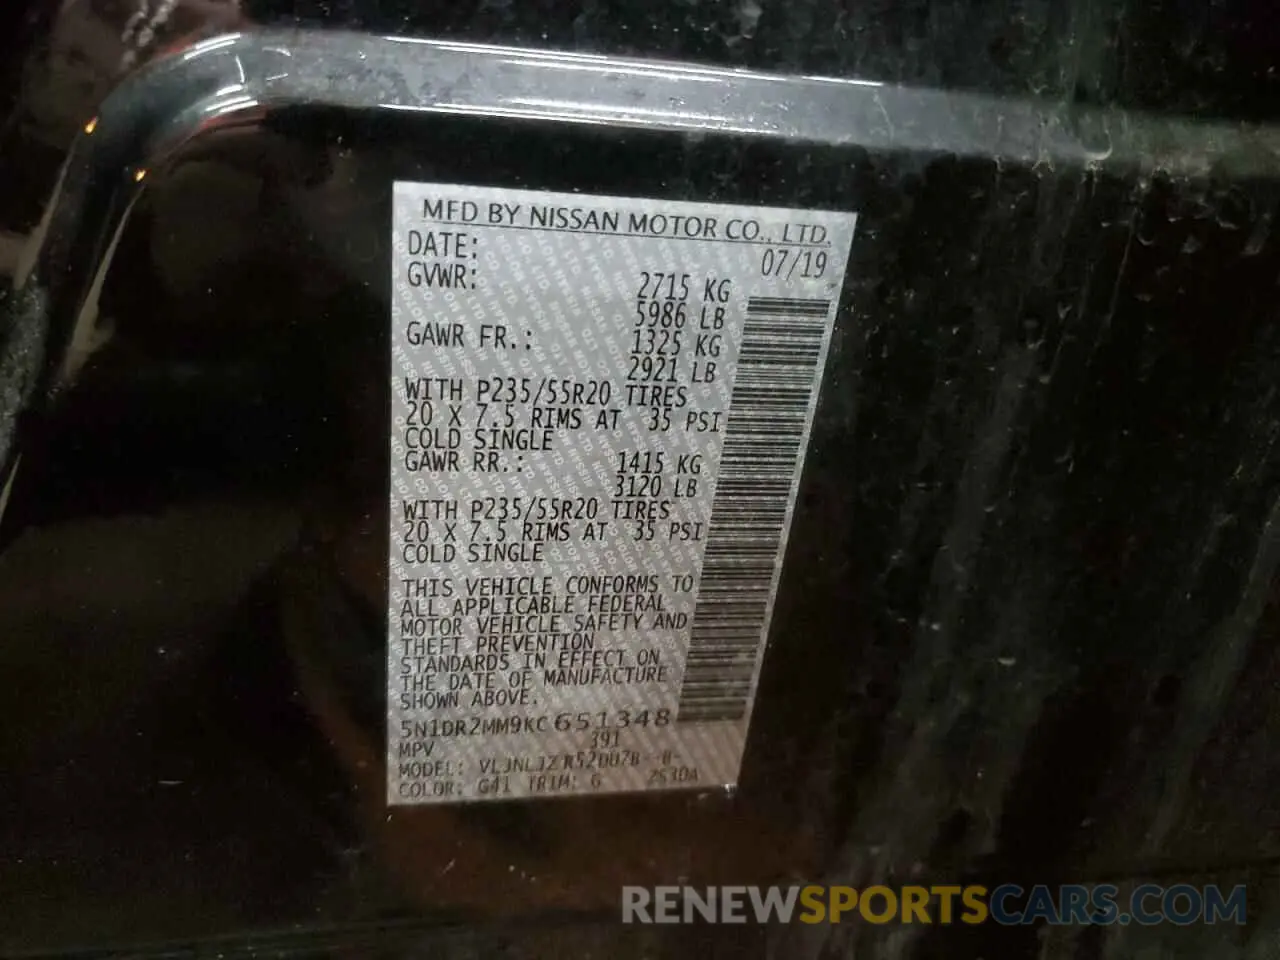 MFD BY NISSAN MOTOR CO., LTD.
DATE: 07/19
GVWR: 2715 KG
5986 LB
GAWR FR.: 1325 KG
2921 LB
WITH P235/55R20 TIRES
20 X 7.5 RIMS AT 35 PSI
COLD SINGLE
GAWR RR.: 1415 KG
3120 LB
WITH P235/55R20 TIRES
20 X 7.5 RIMS AT 35 PSI
COLD SINGLE
THIS VEHICLE CONFORMS TO
ALL APPLICABLE FEDERAL
MOTOR VEHICLE SAFETY AND
THEFT PREVENTION
STANDARDS IN EFFECT ON
THE DATE OF MANUFACTURE
SHOWN ABOVE.
5N1DR2MM9KC651348
MPV 391
MODEL:
COLOR: G41 TRIM: G 2S3DA
RENEWSPORTSCARS.COM